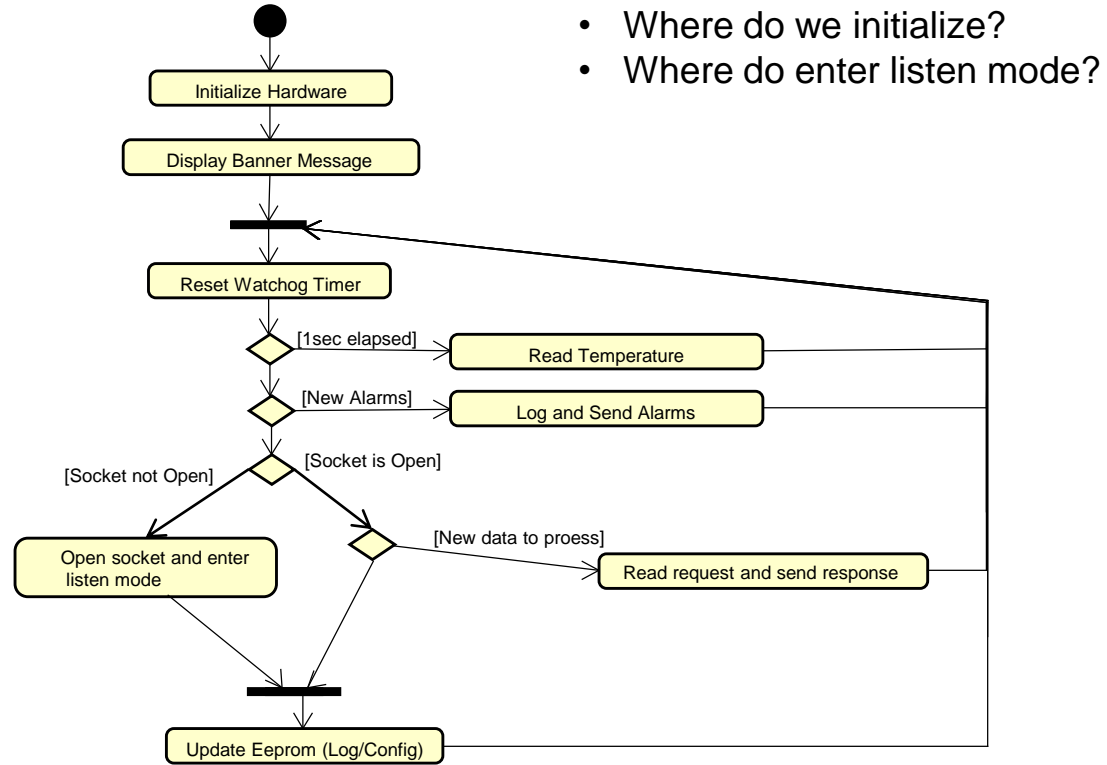 • Where do we initialize?
• Where do enter listen mode?
Initialize Hardware
Display Banner Message
Reset Watchog Timer
[1sec elapsed]
Read Temperature
[New Alarms]
Log and Send Alarms
[Socket not Open]
[Socket is Open]
[New data to proess]
Open socket and enter
listen mode
Read request and send response
Update Eeprom (Log/Config)